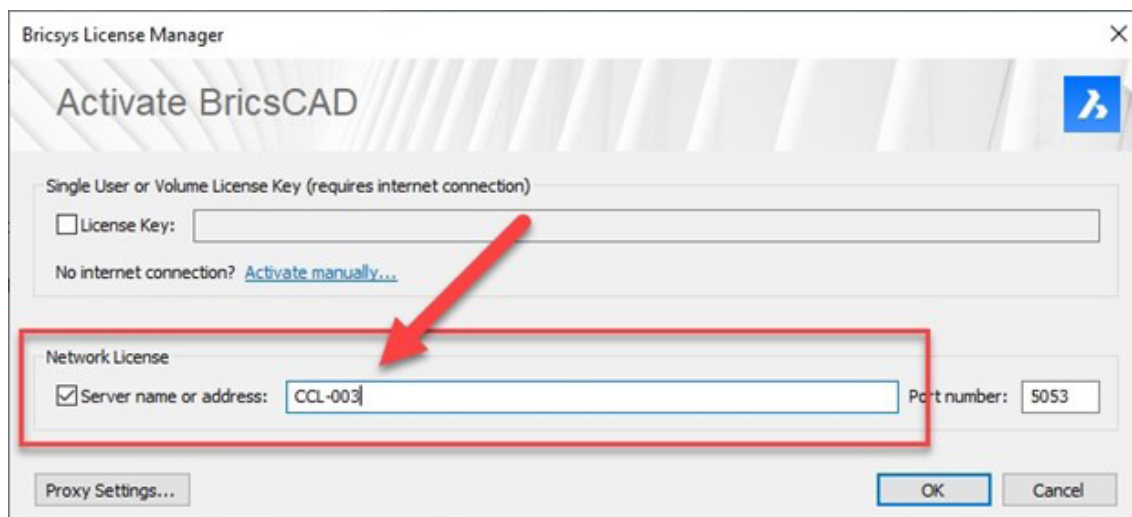 Bricsys License Manager
Activate BricsCAD
Single User or Volume License Key (requires internet connection)
License Key:
No internet connection? Activate manually...
Network License
Server name or address: CCL-003 Port number: 5053
Proxy Settings... OK Cancel